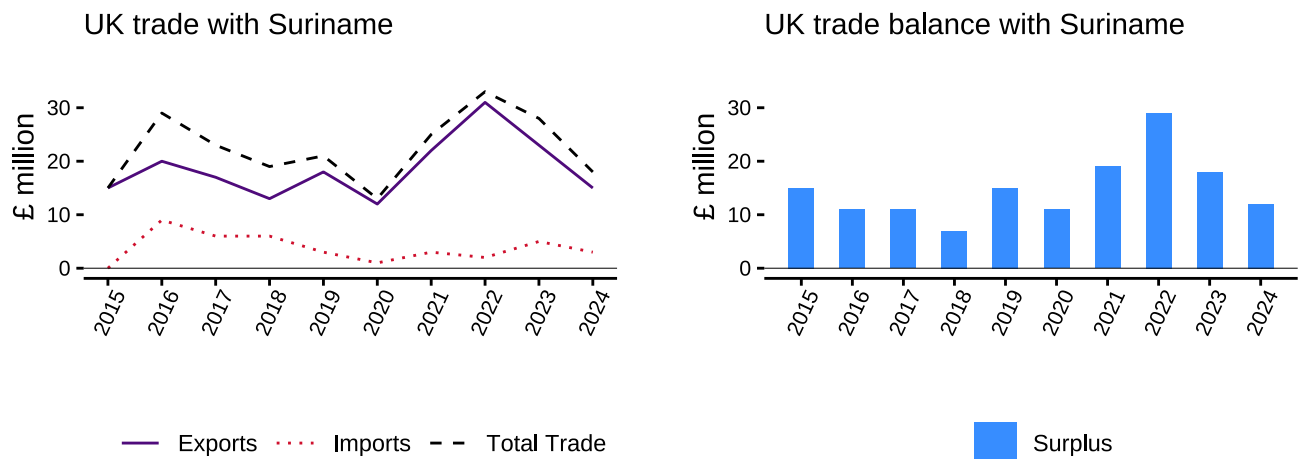 UK trade with Suriname
£ million
30
20
10
0
2015 2016 2017 2018 2019 2020 2021 2022 2023 2024
Exports Imports Total Trade
UK trade balance with Suriname
£ million
30
20
10
0
2015 2016 2017 2018 2019 2020 2021 2022 2023 2024
Surplus